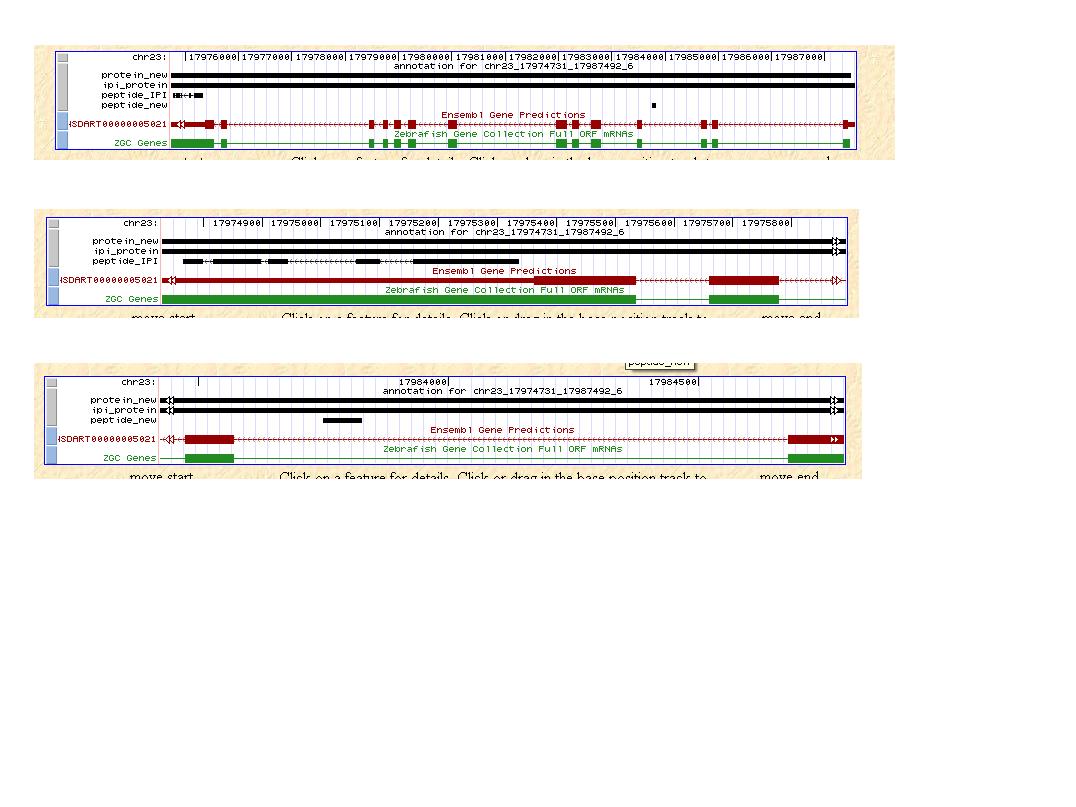 chr23: 17976000| 17977000| 17978000| 17979000| 17980000| 17981000| 17982000| 17983000| 17984000| 17985000| 17986000| 17987000|
annotation for chr23_17974731_17987492_6
protein_new
ipi_protein
peptide_IPI
peptide_new
Ensembl Gene Predictions
SDART00000005021
Zebrafish Gene Collection Full ORF mRNAs
ZGC Genes
chr23: | 17974900| 17975000| 17975100| 17975200| 17975300| 17975400| 17975500| 17975600| 17975700| 17975800|
annotation for chr23_17974731_17987492_6
protein_new
ipi_protein
peptide_IPI
Ensembl Gene Predictions
SDART00000005021
Zebrafish Gene Collection Full ORF mRNAs
ZGC Genes
move start Click on a feature for details. Click or drag in the base position track to move end
peptide_new
chr23: | 17984000| 17984500|
annotation for chr23_17974731_17987492_6
protein_new
ipi_protein
peptide_new
Ensembl Gene Predictions
SDART00000005021
Zebrafish Gene Collection Full ORF mRNAs
ZGC Genes
move start Click on a feature for details. Click or drag in the base position track to move end